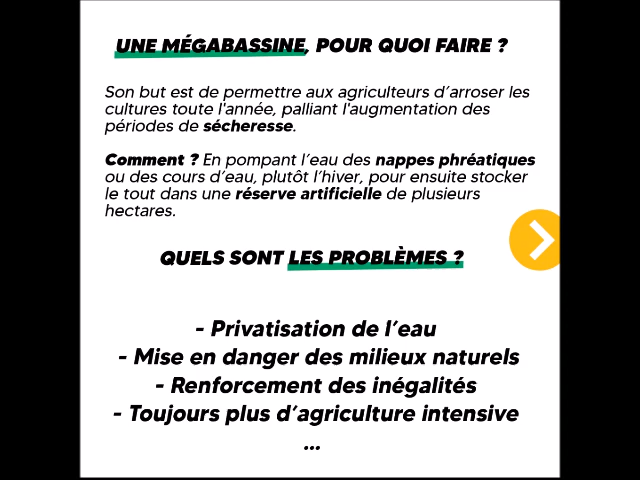 UNE MÉGABASSINE, POUR QUOI FAIRE ?
Son but est de permettre aux agriculteurs d’arroser les
cultures toute l'année, palliant l'augmentation des
périodes de sécheresse.
Comment ? En pompant l’eau des nappes phréatiques
ou des cours d’eau, plutôt l’hiver, pour ensuite stocker
le tout dans une réserve artificielle de plusieurs
hectares.
QUELS SONT LES PROBLÈMES ?
- Privatisation de l’eau
- Mise en danger des milieux naturels
- Renforcement des inégalités
- Toujours plus d’agriculture intensive
...